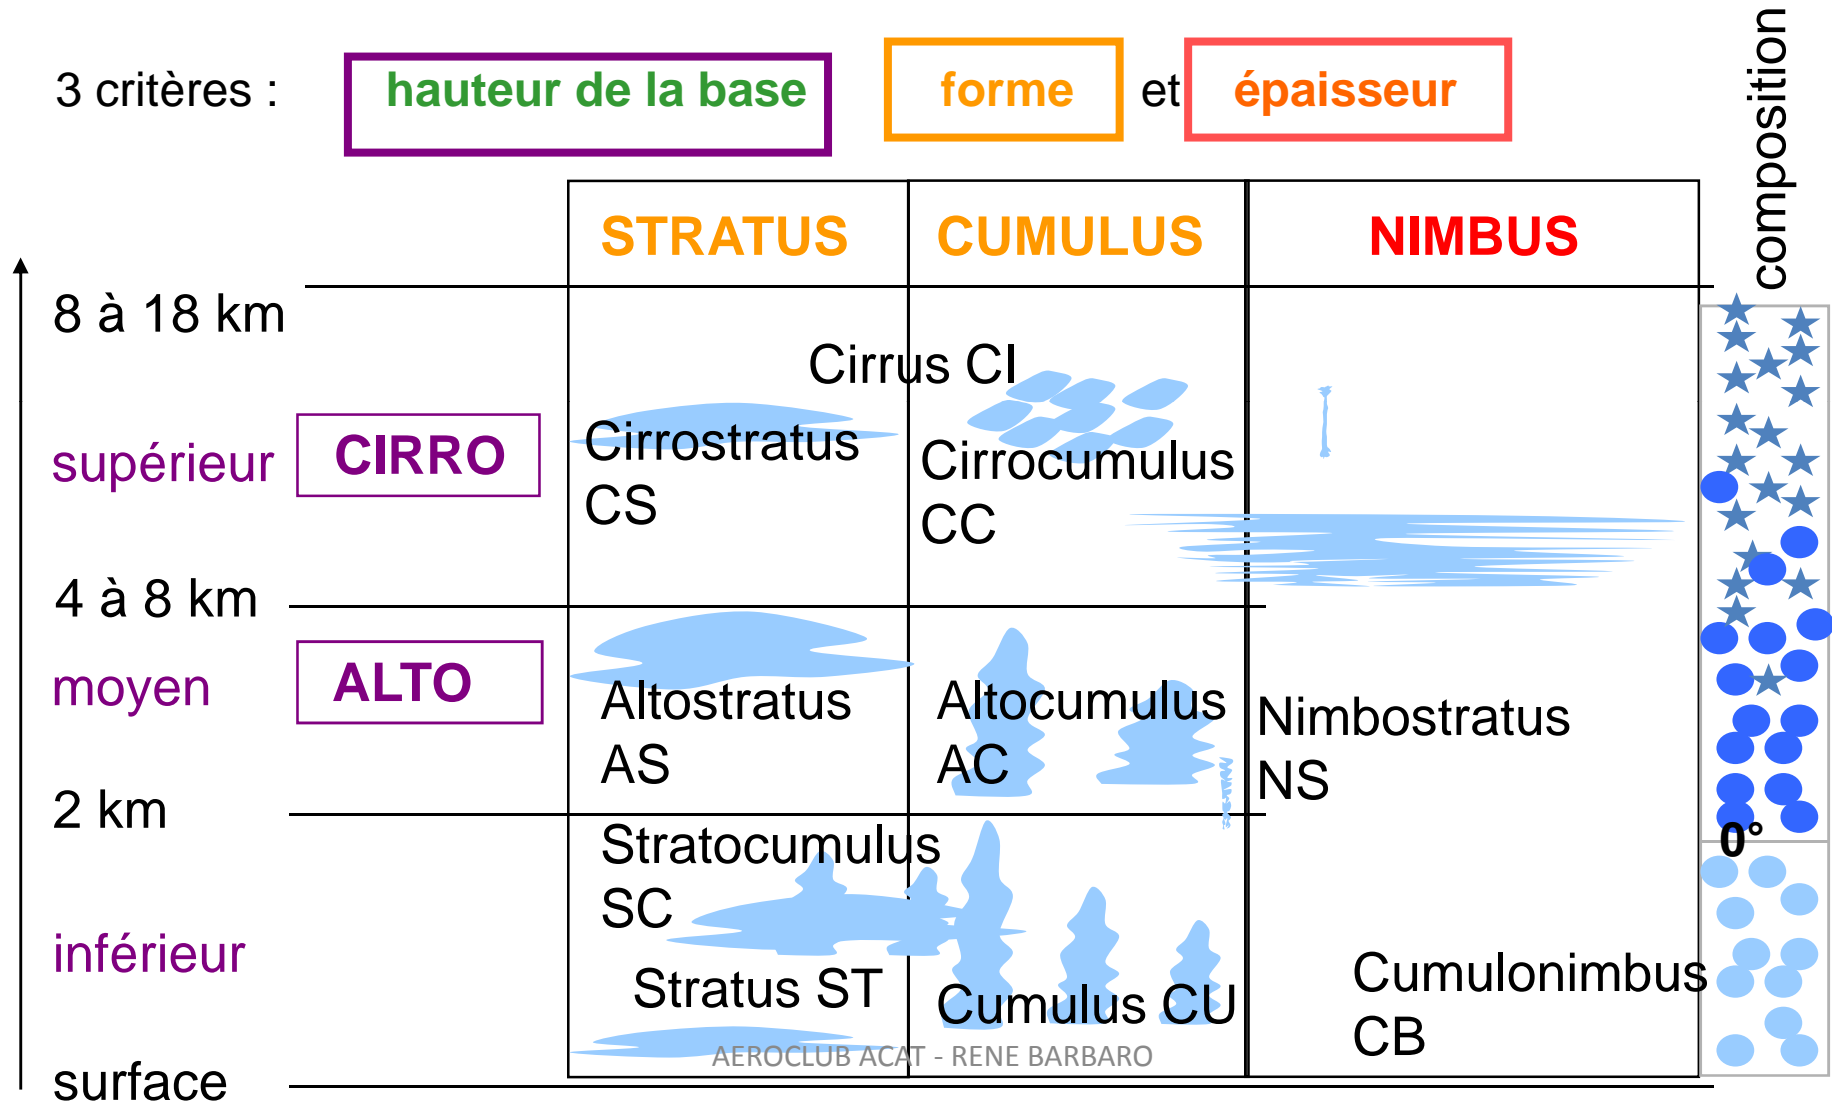 3 critères : hauteur de la base forme et épaisseur
composition
STRATUS CUMULUS NIMBUS
8 à 18 km
Cirrus CI
supérieur CIRRO
Cirrostratus
CS
Cirrocumulus
CC
4 à 8 km
moyen ALTO
Altostratus
AS
Altocumulus
AC
Nimbostratus
NS
2 km
0°
Stratocumulus
SC
inférieur
Stratus ST
Cumulus CU
Cumulonimbus
CB
AEROCLUB ACAT - RENE BARBARO
surface